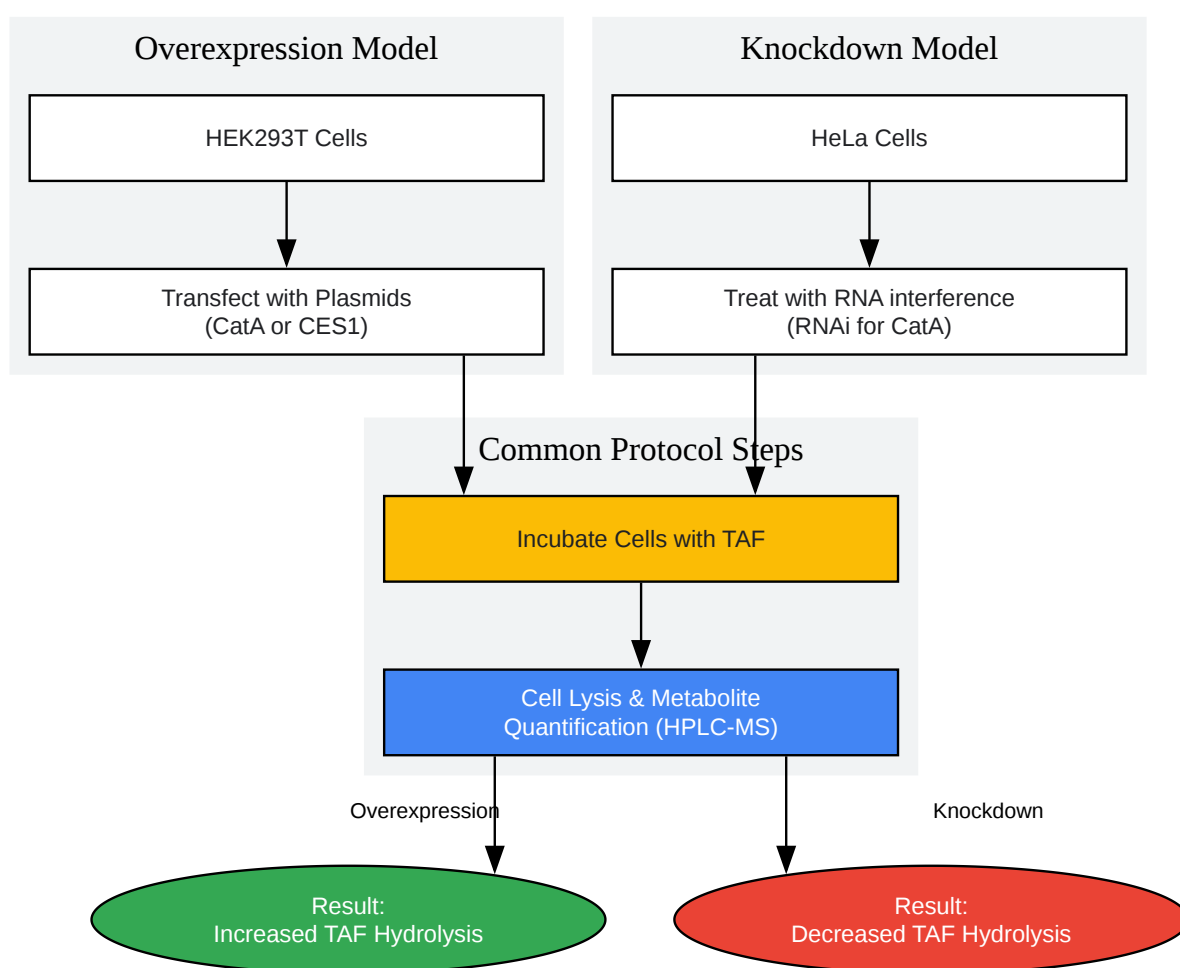 Overexpression Model
HEK293T Cells
Transfect with Plasmids
(CatA or CES1)
Knockdown Model
HeLa Cells
Treat with RNA interference
(RNAi for CatA)
Common Protocol Steps
Incubate Cells with TAF
Cell Lysis & Metabolite
Quantification (HPLC-MS)
Overexpression
Knockdown
Result:
Increased TAF Hydrolysis
Result:
Decreased TAF Hydrolysis